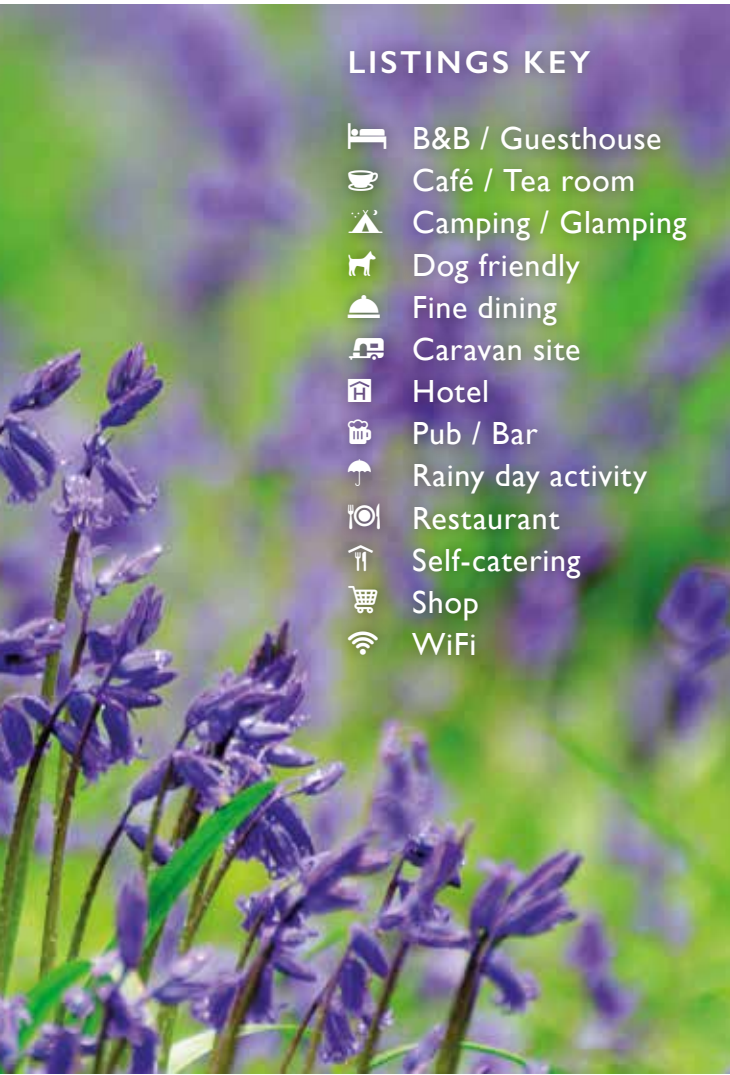 LISTINGS KEY
B&B / Guesthouse
Café / Tea room
Camping / Glamping
Dog friendly
Fine dining
Caravan site
Hotel
Pub / Bar
Rainy day activity
Restaurant
Self-catering
Shop
WiFi